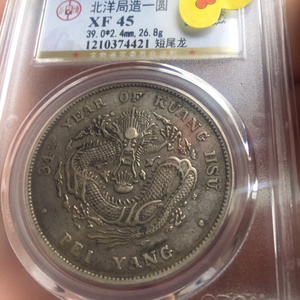 北洋局造一圆
XF 45
39.0*2.4mm, 26.8g
1210374421 短尾龙
34TH YEAR OF KUANG HSU
PEI YANG